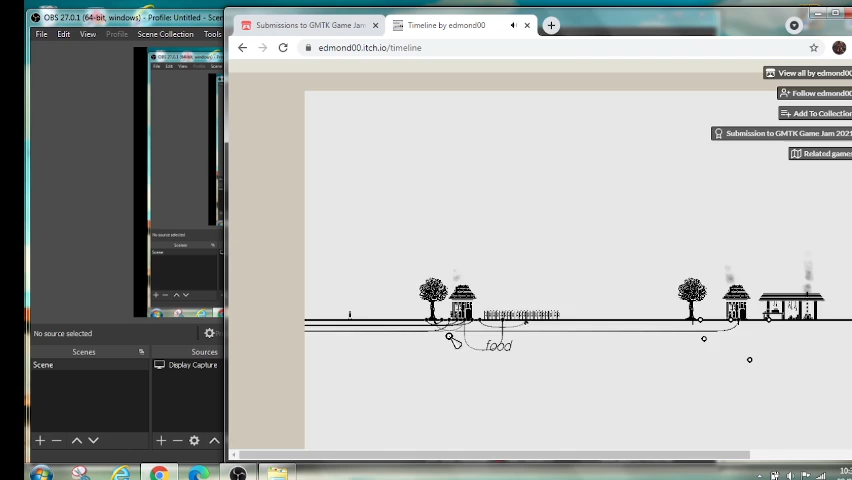 OBS 27.0.1 (64-bit, windows) - Profile: Untitled - Scen
File Edit View Profile Scene Collection Tools
No source selected
Scenes
Sources
Scene
Display Capture
Submissions to GMTK Game Jam
Timeline by edmond00
edmond00.itch.io/timeline
View all by edmond00
Follow edmond00
Add To Collection
Submission to GMTK Game Jam 2021
Related games
food